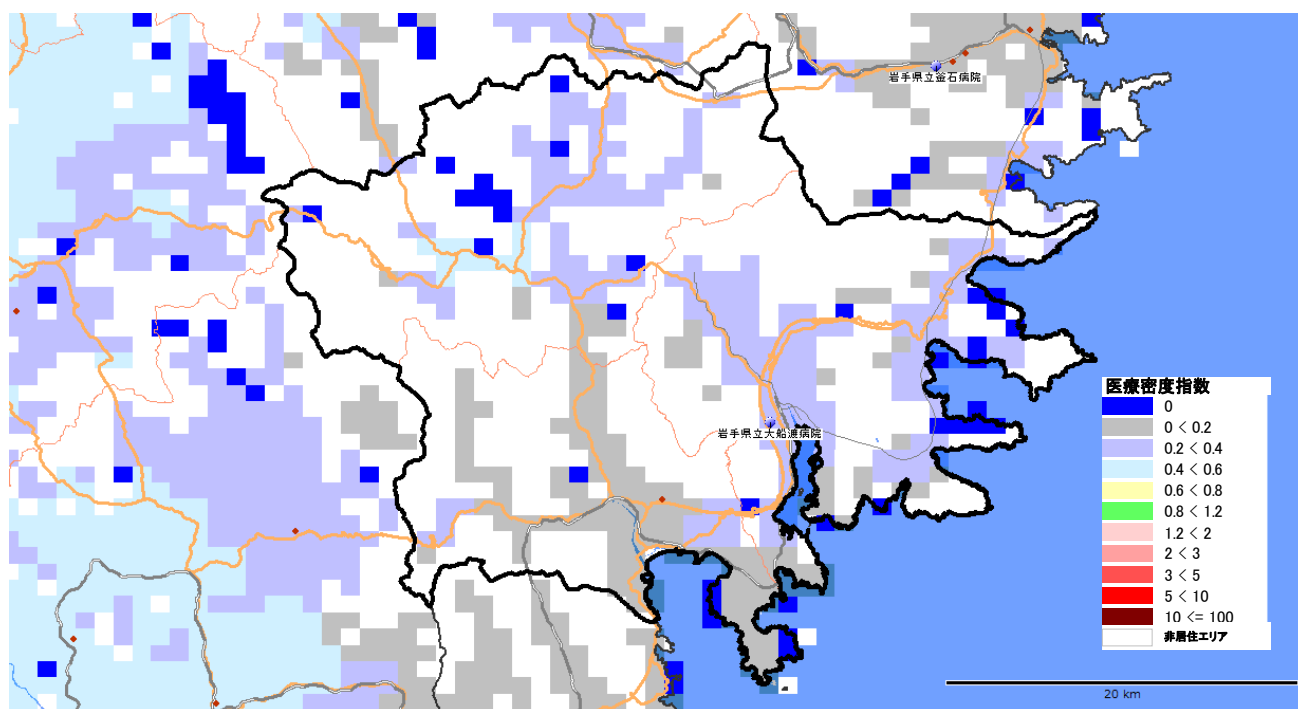 岩手県立釜石病院
医療密度指数
0
0 < 0.2
0.2 < 0.4
0.4 < 0.6
0.6 < 0.8
0.8 < 1.2
1.2 < 2
2 < 3
3 < 5
5 < 10
10 <= 100
非居住エリア
岩手県立大船渡病院
20 km